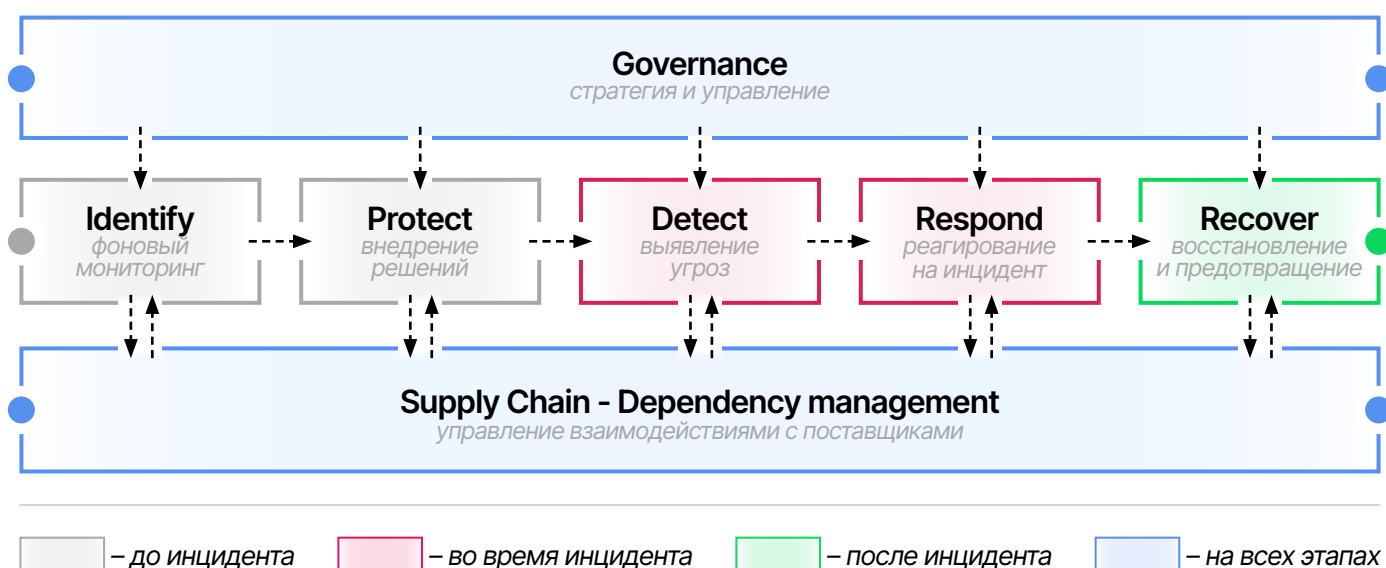 Governance
стратегия и управление
Identify
фоновый
мониторинг
Protect
внедрение
решений
Detect
выявление
угроз
Respond
реагирование
на инцидент
Recover
восстановление
и предотвращение
Supply Chain - Dependency management
управление взаимодействиями с поставщиками
– до инцидента
– во время инцидента
– после инцидента
– на всех этапах